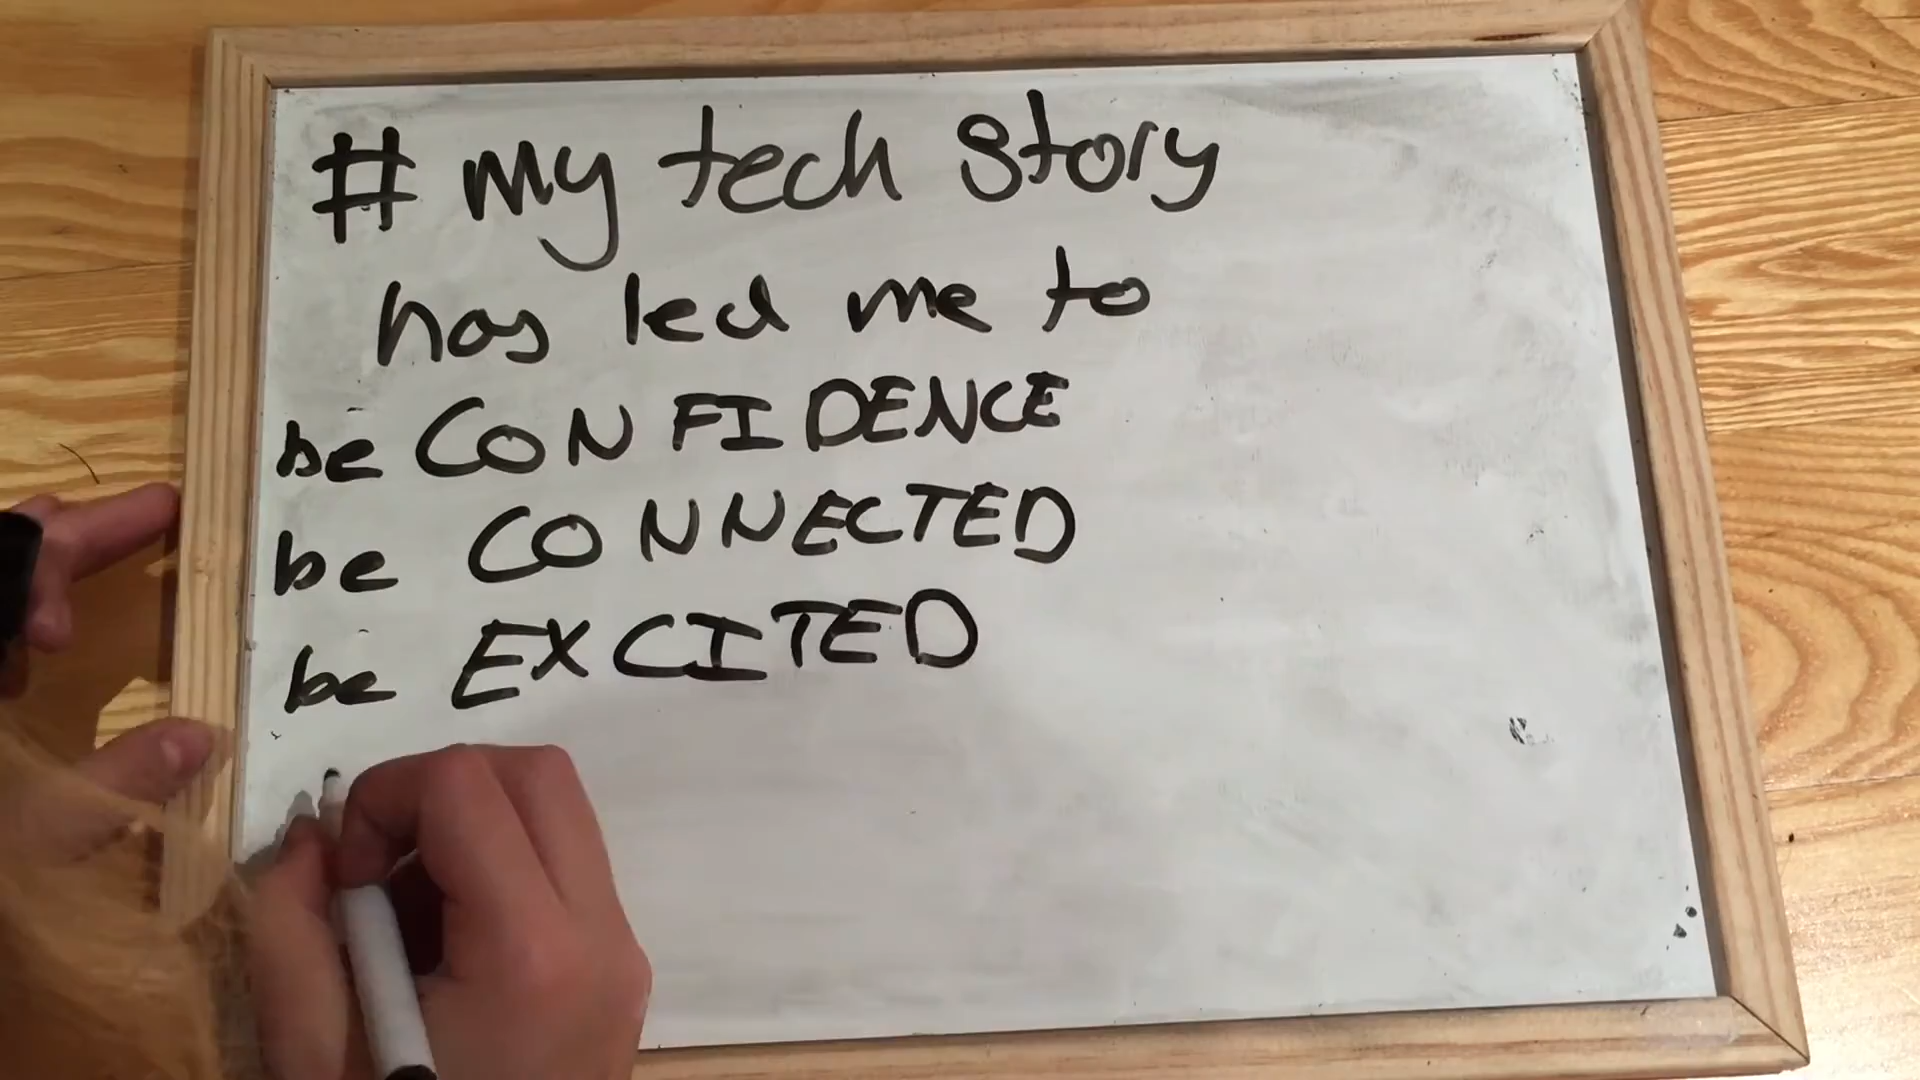 # my tech story
has led me to
be CONFIDENCE
be CONNECTED
be EXCITED